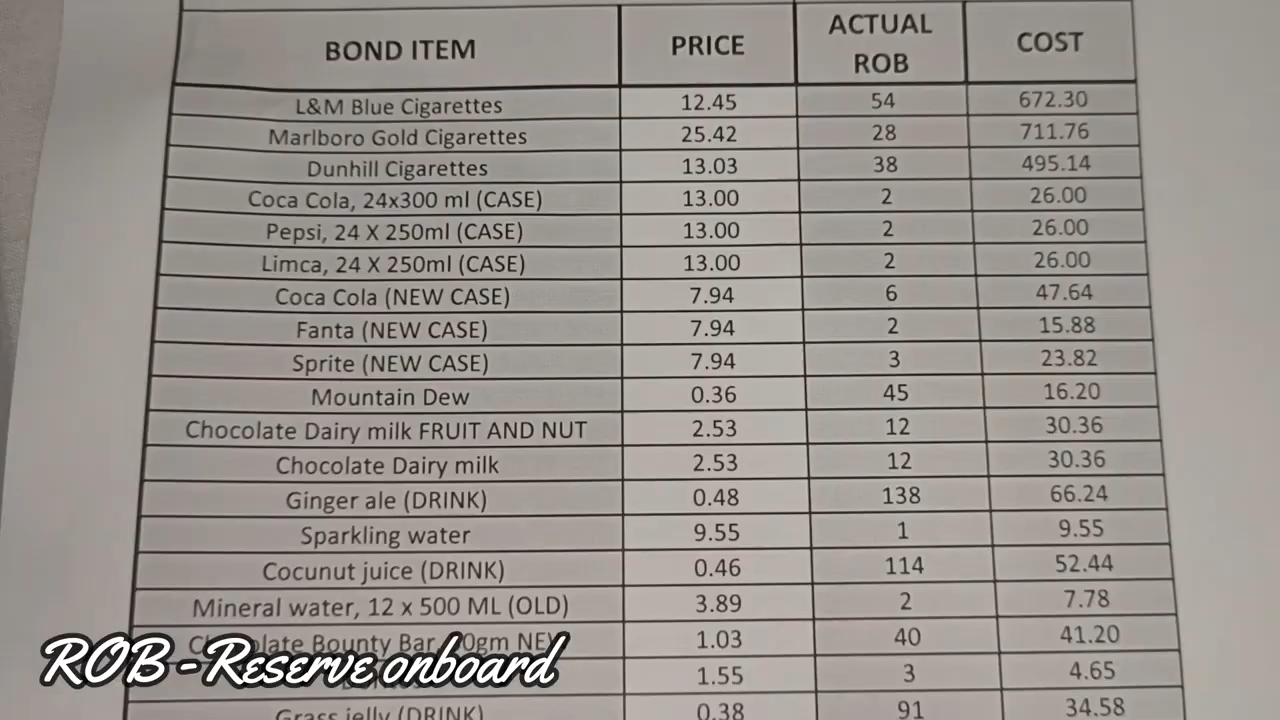 BOND ITEM PRICE ACTUAL ROB COST
L&M Blue Cigarettes 12.45 54 672.30
Marlboro Gold Cigarettes 25.42 28 711.76
Dunhill Cigarettes 13.03 38 495.14
Coca Cola, 24x300 ml (CASE) 13.00 2 26.00
Pepsi, 24 X 250ml (CASE) 13.00 2 26.00
Limca, 24 X 250ml (CASE) 13.00 2 26.00
Coca Cola (NEW CASE) 7.94 6 47.64
Fanta (NEW CASE) 7.94 2 15.88
Sprite (NEW CASE) 7.94 3 23.82
Mountain Dew 0.36 45 16.20
Chocolate Dairy milk FRUIT AND NUT 2.53 12 30.36
Chocolate Dairy milk 2.53 12 30.36
Ginger ale (DRINK) 0.48 138 66.24
Sparkling water 9.55 1 9.55
Cocunut juice (DRINK) 0.46 114 52.44
Mineral water, 12 x 500 ML (OLD) 3.89 2 7.78
Chocolate Bounty Bar, 1.03 40 41.20
1.55 3 4.65
Grass jelly (DRINK) 0.38 91 34.58
ROB - Reserve onboard